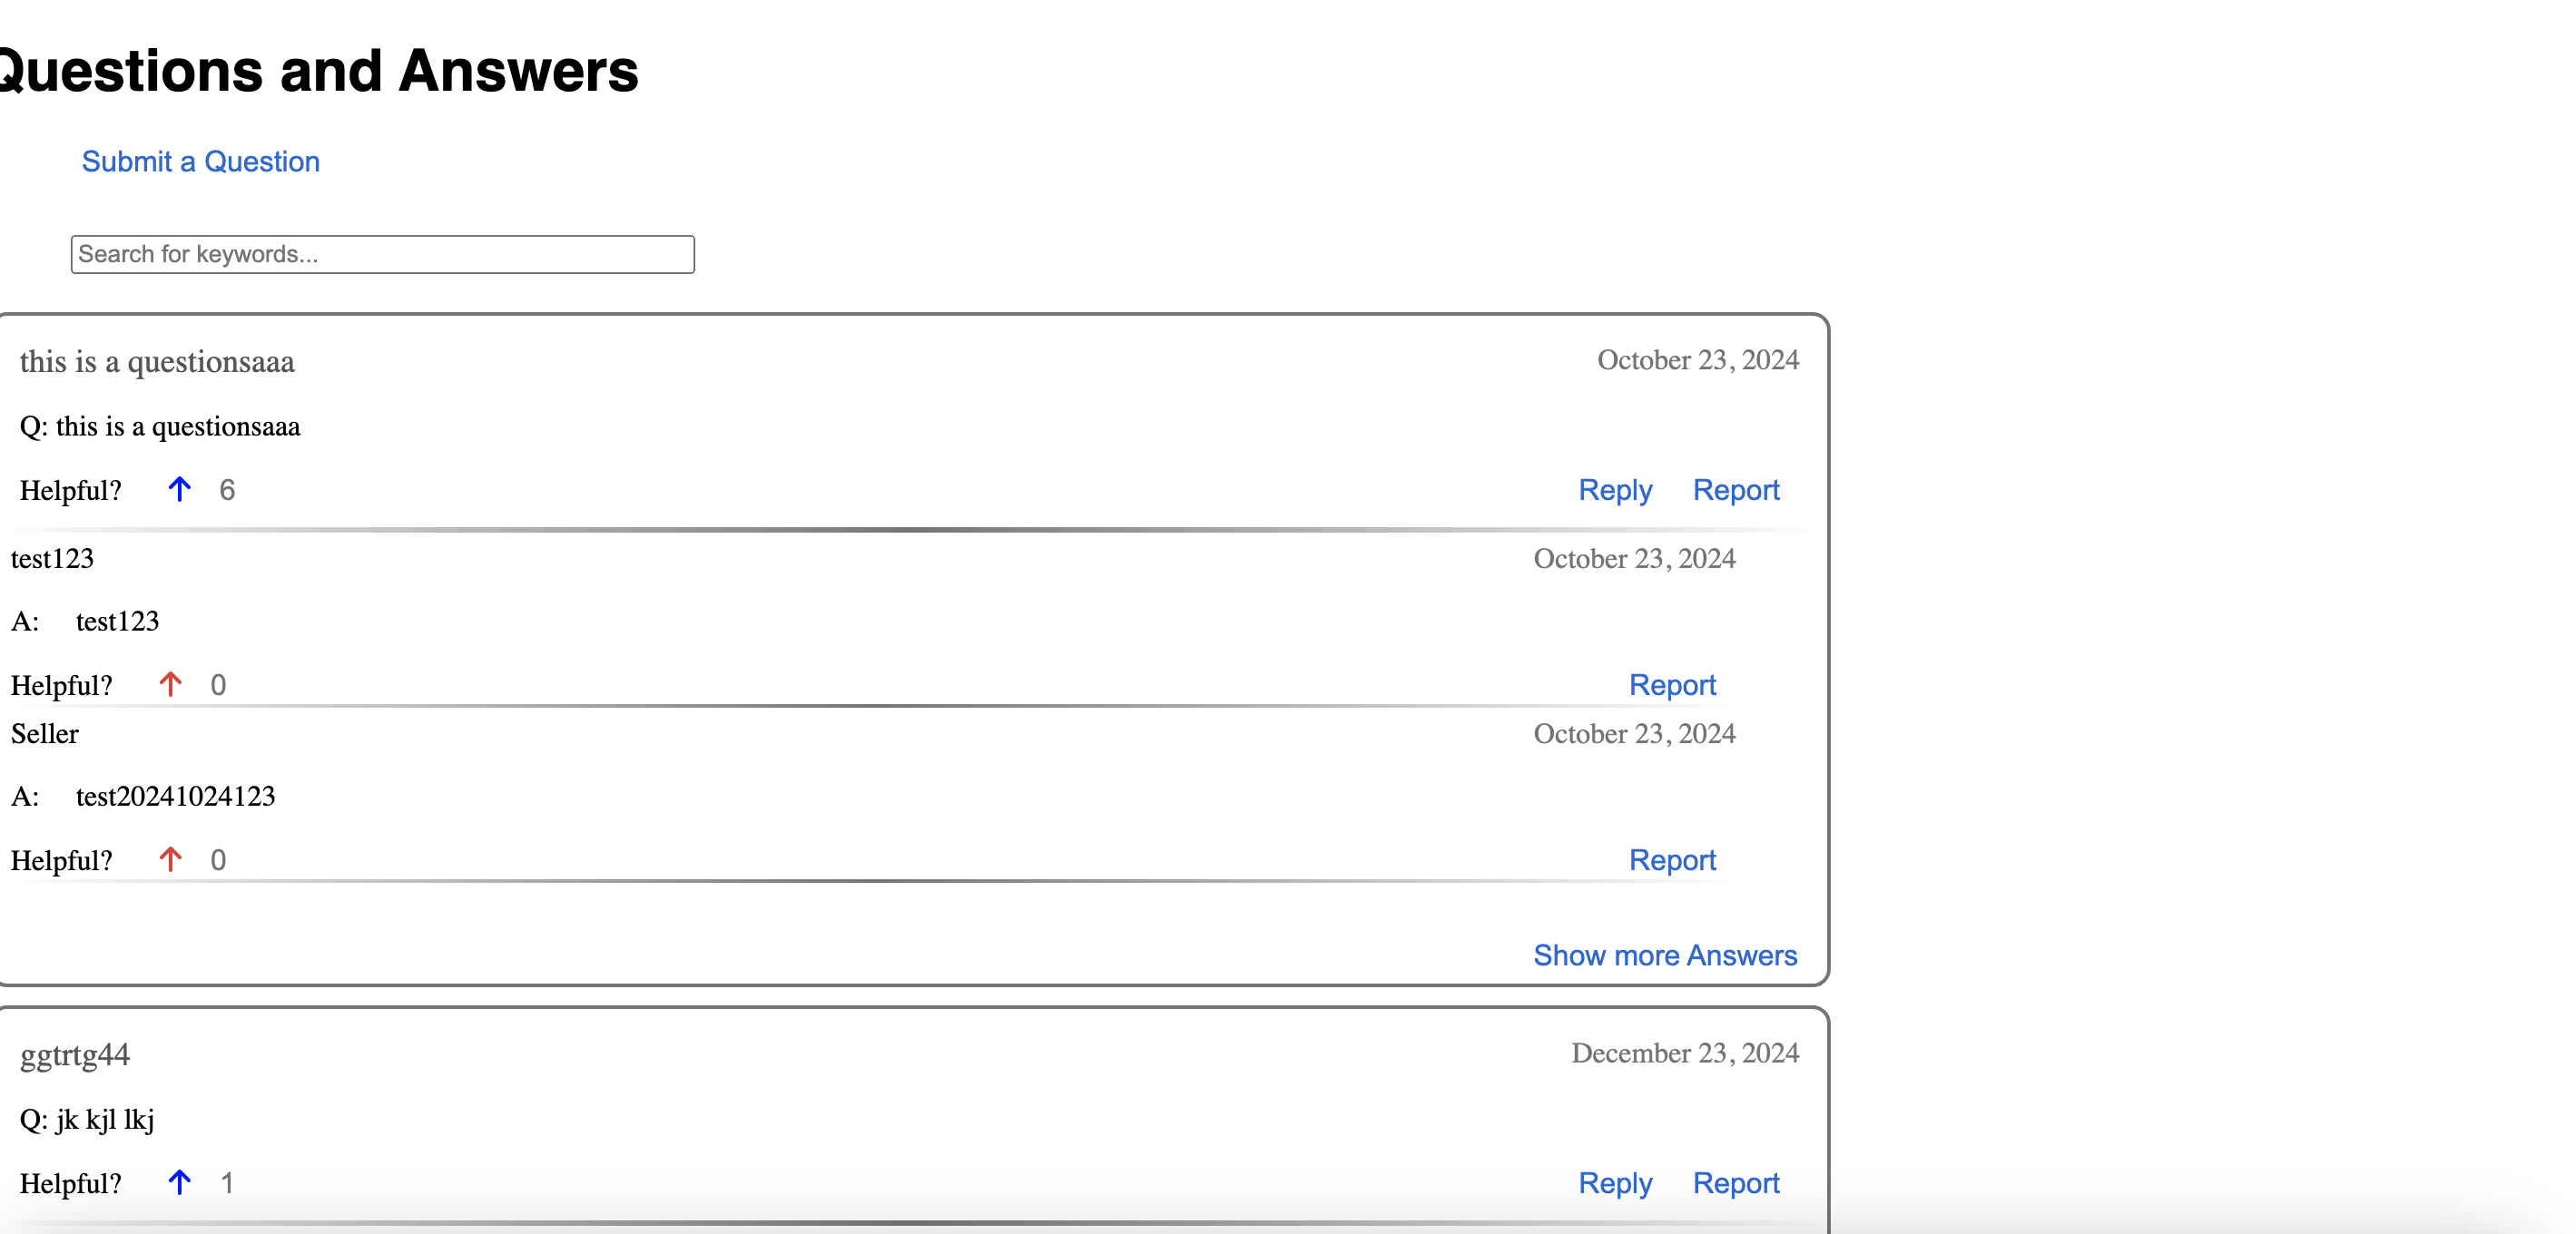 Questions and Answers
Submit a Question
Search for keywords...
this is a questionsaaa October 23, 2024
Q: this is a questionsaaa
Helpful? 6 Reply Report
test123 October 23, 2024
A: test123
Helpful? 0 Report
Seller October 23, 2024
A: test20241024123
Helpful? 0 Report
Show more Answers
ggtrtg44 December 23, 2024
Q: jk kjl lkj
Helpful? 1 Reply Report